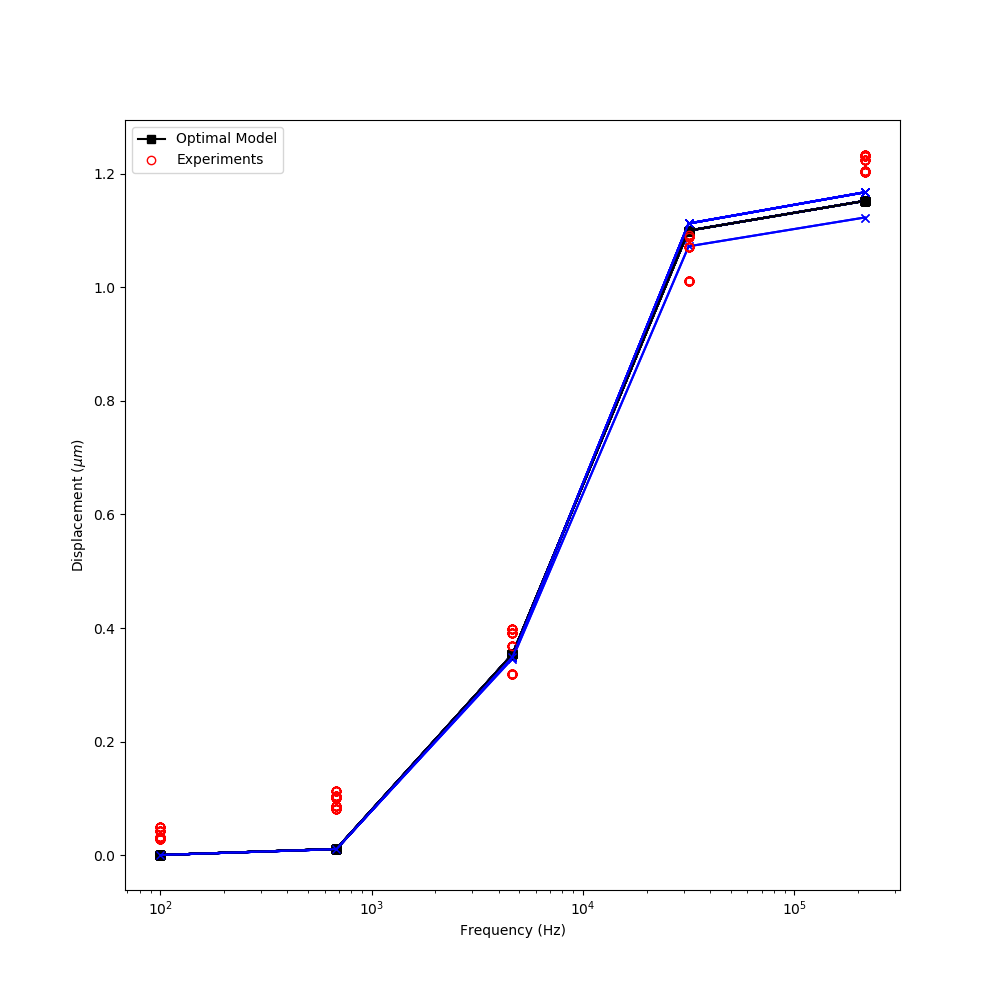 Optimal Model
Experiments
1.2
1.0
0.8
0.6
0.4
0.2
0.0
Displacement (μm)
10² 10³ 10⁴ 10⁵
Frequency (Hz)